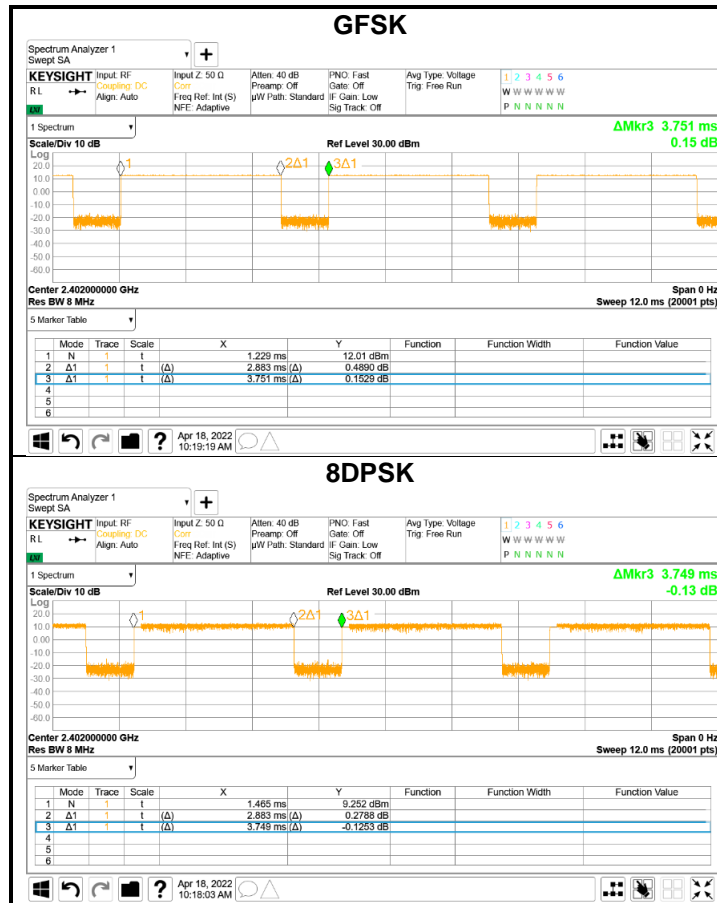 GFSK
Spectrum Analyzer 1
Swept SA
+
KEYSIGHT Input: RF Input Z: 50 Ω Atten: 40 dB PNO: Fast Avg Type: Voltage 1 2 3 4 5 6
RL Coupling: DC Corr Preamp: Off Gate: Off Trig: Free Run W W W W W W
Align: Auto Freq Ref: Int (S) µW Path: Standard IF Gain: Low
NFE: Adaptive Sig Track: Off P N N N N N
LXI
1 Spectrum
ΔMkr3 3.751 ms
Scale/Div 10 dB Ref Level 30.00 dBm 0.15 dB
Log
1 2Δ1 3Δ1
20.0
10.0
0.00
-10.0
-20.0
-30.0
-40.0
-50.0
-60.0
Center 2.402000000 GHz Span 0 Hz
Res BW 8 MHz Sweep 12.0 ms (20001 pts)
5 Marker Table
Mode Trace Scale X Y Function Function Width Function Value
1 N 1 t 1.229 ms 12.01 dBm
2 Δ1 1 t (Δ) 2.883 ms (Δ) 0.4890 dB
3 Δ1 1 t (Δ) 3.751 ms (Δ) 0.1529 dB
4
5
6
? Apr 18, 2022
10:19:19 AM
8DPSK
Spectrum Analyzer 1
Swept SA
+
KEYSIGHT Input: RF Input Z: 50 Ω Atten: 40 dB PNO: Fast Avg Type: Voltage 1 2 3 4 5 6
RL Coupling: DC Corr Preamp: Off Gate: Off Trig: Free Run W W W W W W
Align: Auto Freq Ref: Int (S) µW Path: Standard IF Gain: Low
NFE: Adaptive Sig Track: Off P N N N N N
LXI
1 Spectrum
ΔMkr3 3.749 ms
Scale/Div 10 dB Ref Level 30.00 dBm -0.13 dB
Log
1 2Δ1 3Δ1
20.0
10.0
0.00
-10.0
-20.0
-30.0
-40.0
-50.0
-60.0
Center 2.402000000 GHz Span 0 Hz
Res BW 8 MHz Sweep 12.0 ms (20001 pts)
5 Marker Table
Mode Trace Scale X Y Function Function Width Function Value
1 N 1 t 1.465 ms 9.252 dBm
2 Δ1 1 t (Δ) 2.883 ms (Δ) 0.2788 dB
3 Δ1 1 t (Δ) 3.749 ms (Δ) -0.1253 dB
4
5
6
? Apr 18, 2022
10:18:03 AM